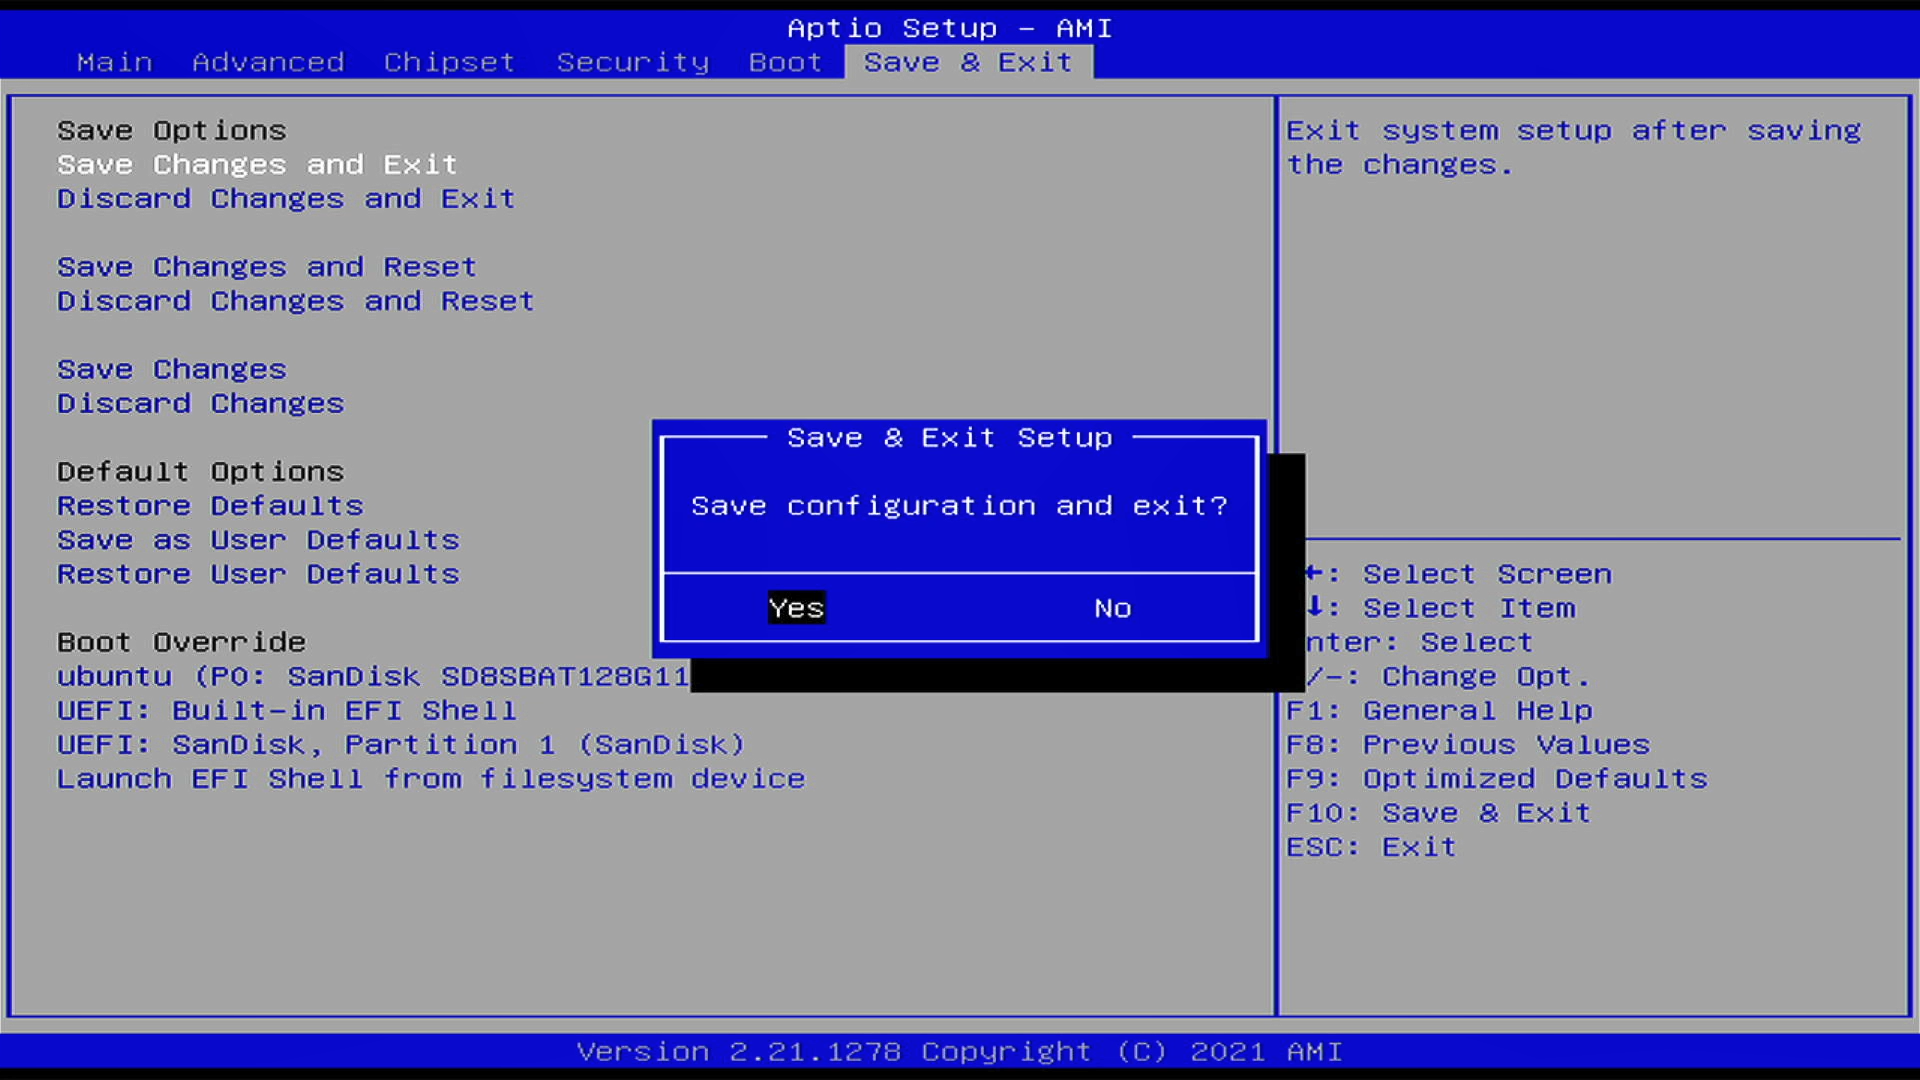 Aptio Setup – AMI
Main Advanced Chipset Security Boot Save & Exit
Save Options
Save Changes and Exit
Discard Changes and Exit
Save Changes and Reset
Discard Changes and Reset
Save Changes
Discard Changes
Default Options
Restore Defaults
Save as User Defaults
Restore User Defaults
Boot Override
ubuntu (P0: SanDisk SD8SBAT128G11
UEFI: Built-in EFI Shell
UEFI: SanDisk, Partition 1 (SanDisk)
Launch EFI Shell from filesystem device
Save & Exit Setup
Save configuration and exit?
Yes No
Exit system setup after saving
the changes.
←: Select Screen
↓: Select Item
nter: Select
/-: Change Opt.
F1: General Help
F8: Previous Values
F9: Optimized Defaults
F10: Save & Exit
ESC: Exit
Version 2.21.1278 Copyright (C) 2021 AMI